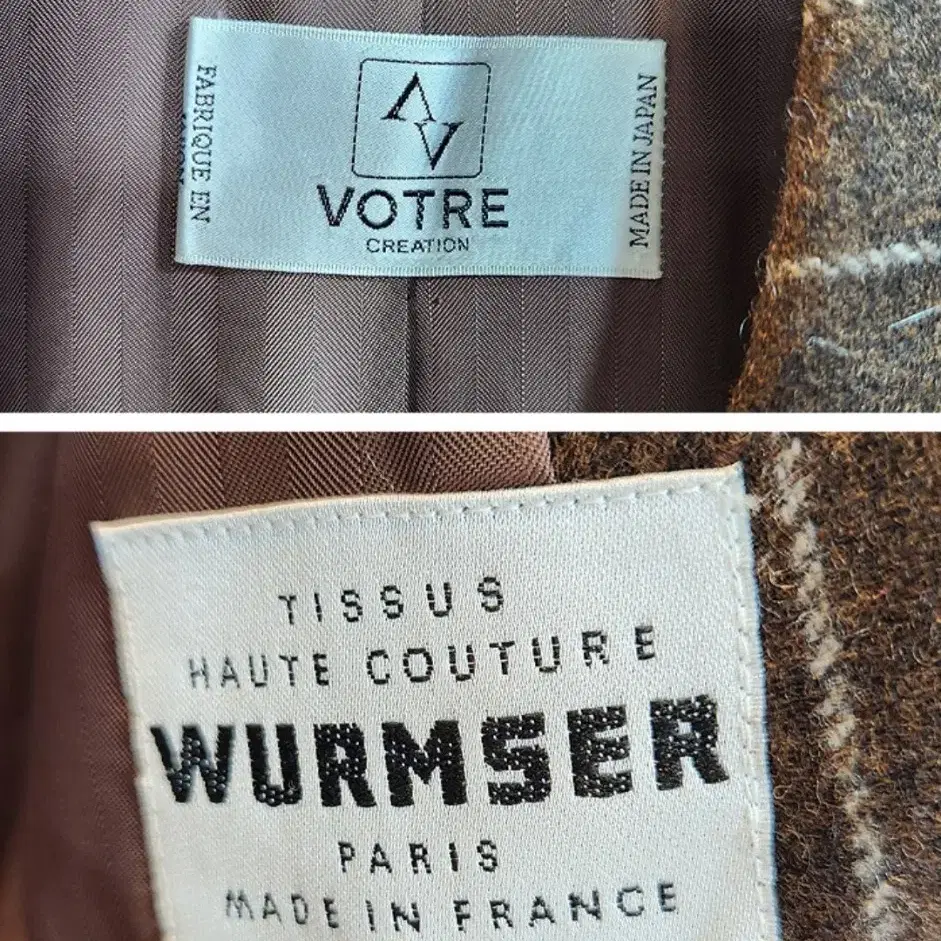 FABRIQUE EN
VOTRE
CREATION
MADE IN JAPAN
TISSUS
HAUTE COUTURE
WURMSER
PARIS
MADE IN FRANCE